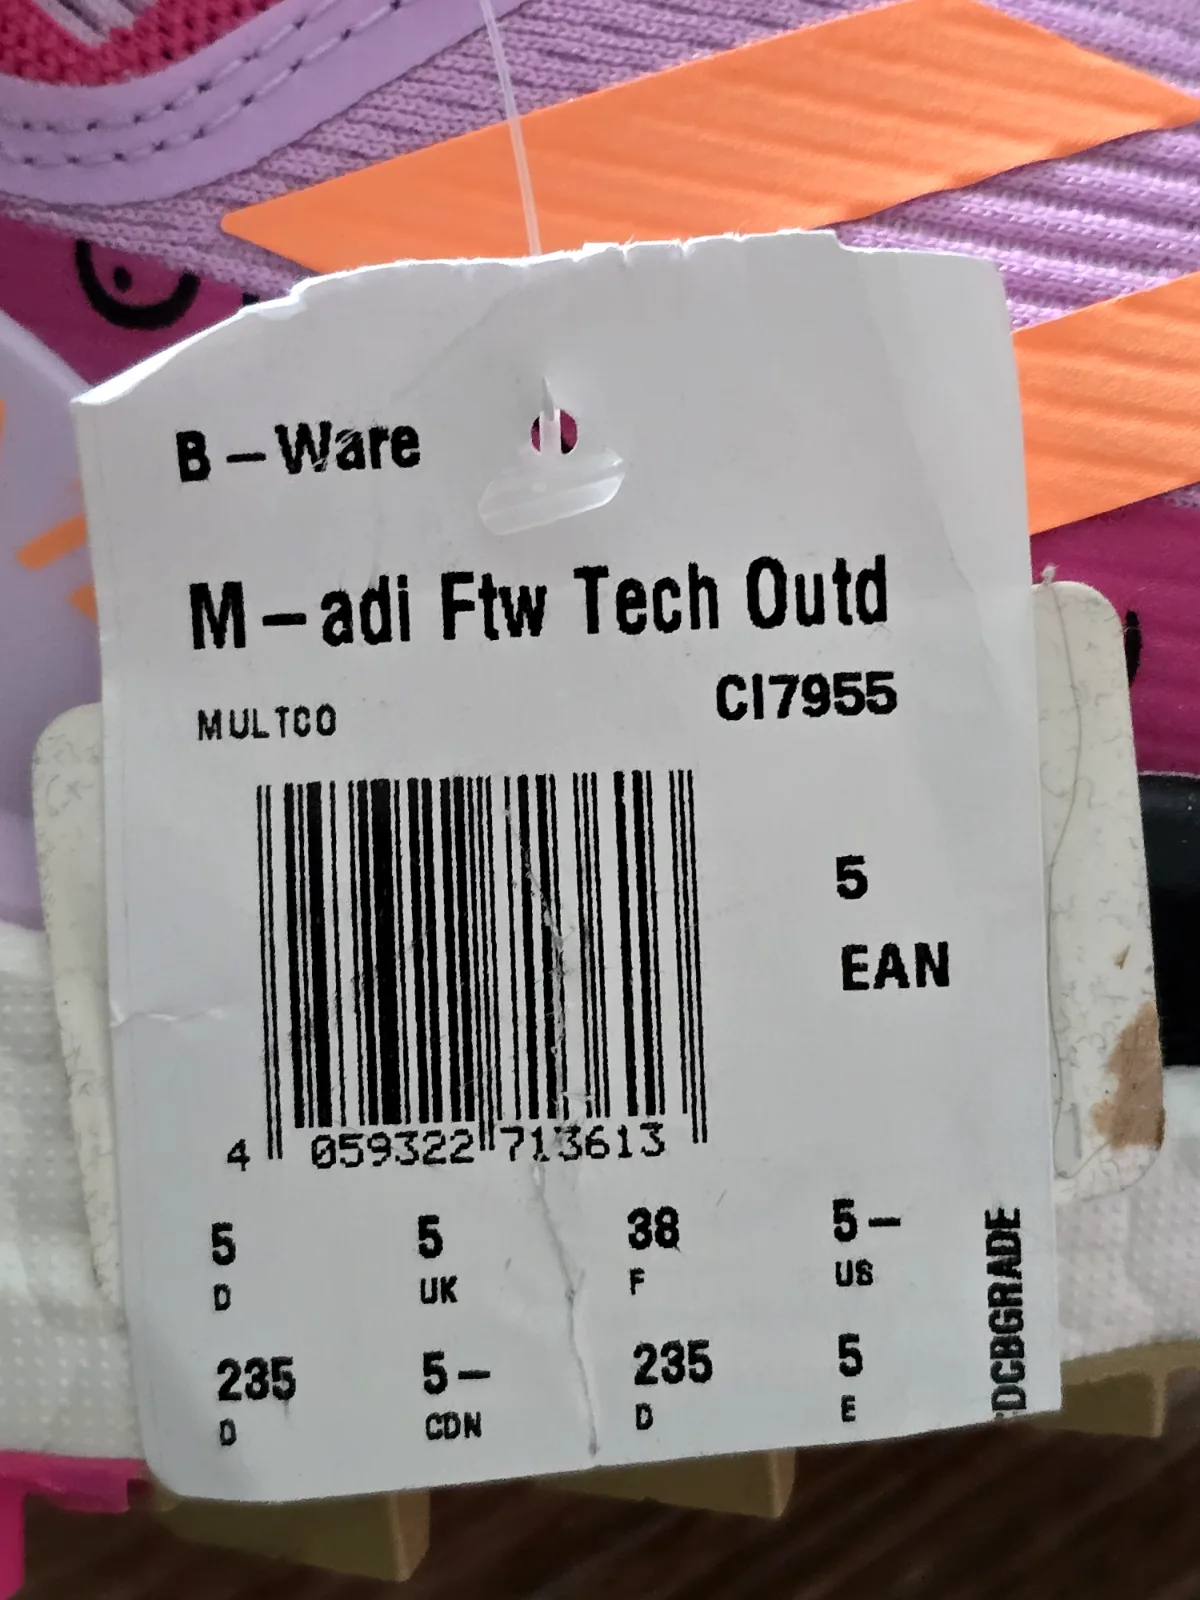 B – Ware
M – adi Ftw Tech Outd
MULTCO
CI7955
5
EAN
4 059322 713613
5 5 38 5 –
D UK F US
235 5 – 235 5
D CDN D E
DCBGRADE